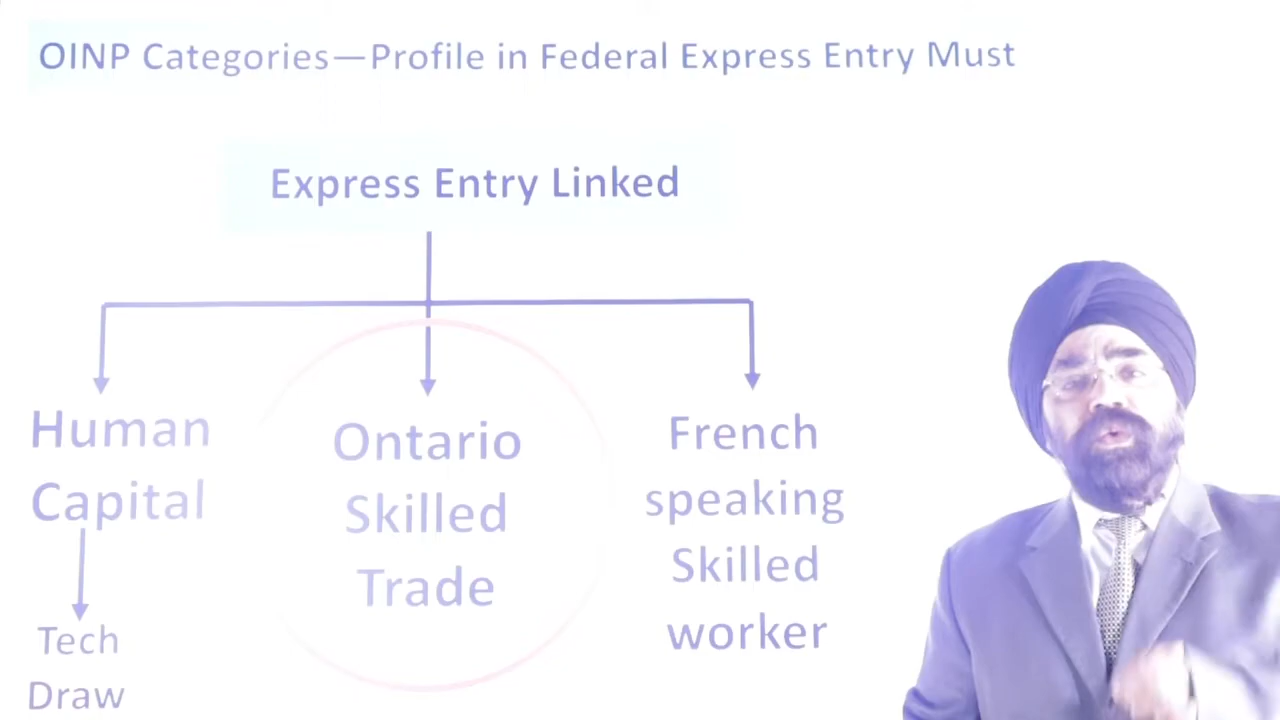 OINP Categories—Profile in Federal Express Entry Must
Express Entry Linked
Human
Capital
Tech
Draw
Ontario
Skilled
Trade
French
speaking
Skilled
worker